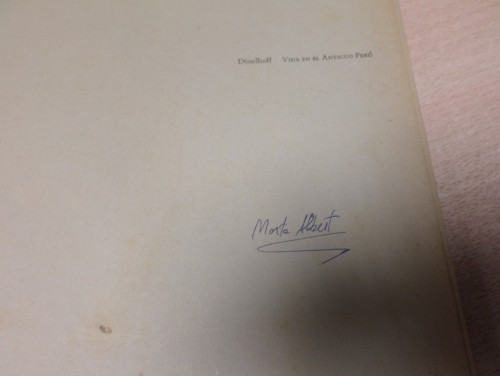 Disselhoff Vida en el Antiguo Perú
Marta Albert